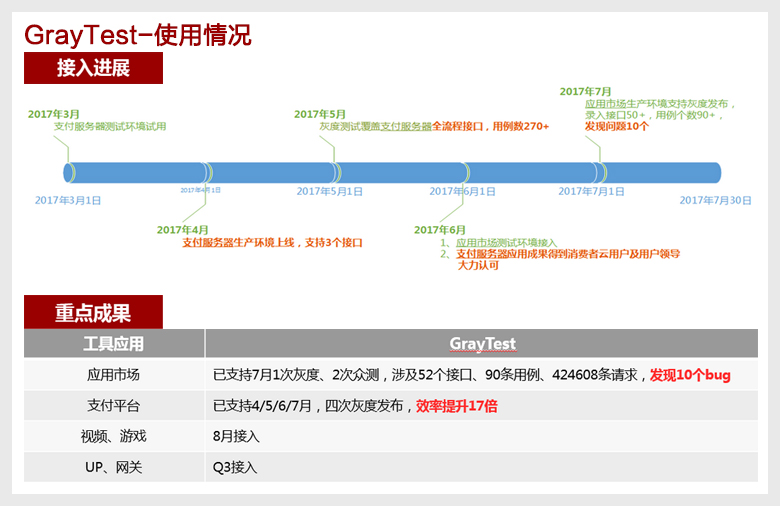 GrayTest-使用情况
接入进展
2017年7月
应用市场生产环境支持灰度发布，
录入接口50+，用例个数90+，
发现问题10个
2017年3月
支付服务器测试环境试用
2017年5月
灰度测试覆盖支付服务器全流程接口，用例数270+
2017年3月1日
2017年4月1日
2017年5月1日
2017年6月1日
2017年7月1日
2017年7月30日
2017年4月
支付服务器生产环境上线，支持3个接口
2017年6月
1、应用市场测试环境接入
2、支付服务器应用成果得到消费者云用户及用户领导
大力认可
重点成果
工具应用 GrayTest
应用市场 已支持7月1次灰度、2次众测，涉及52个接口、90条用例、424608条请求，发现10个bug
支付平台 已支持4/5/6/7月，四次灰度发布，效率提升17倍
视频、游戏 8月接入
UP、网关 Q3接入